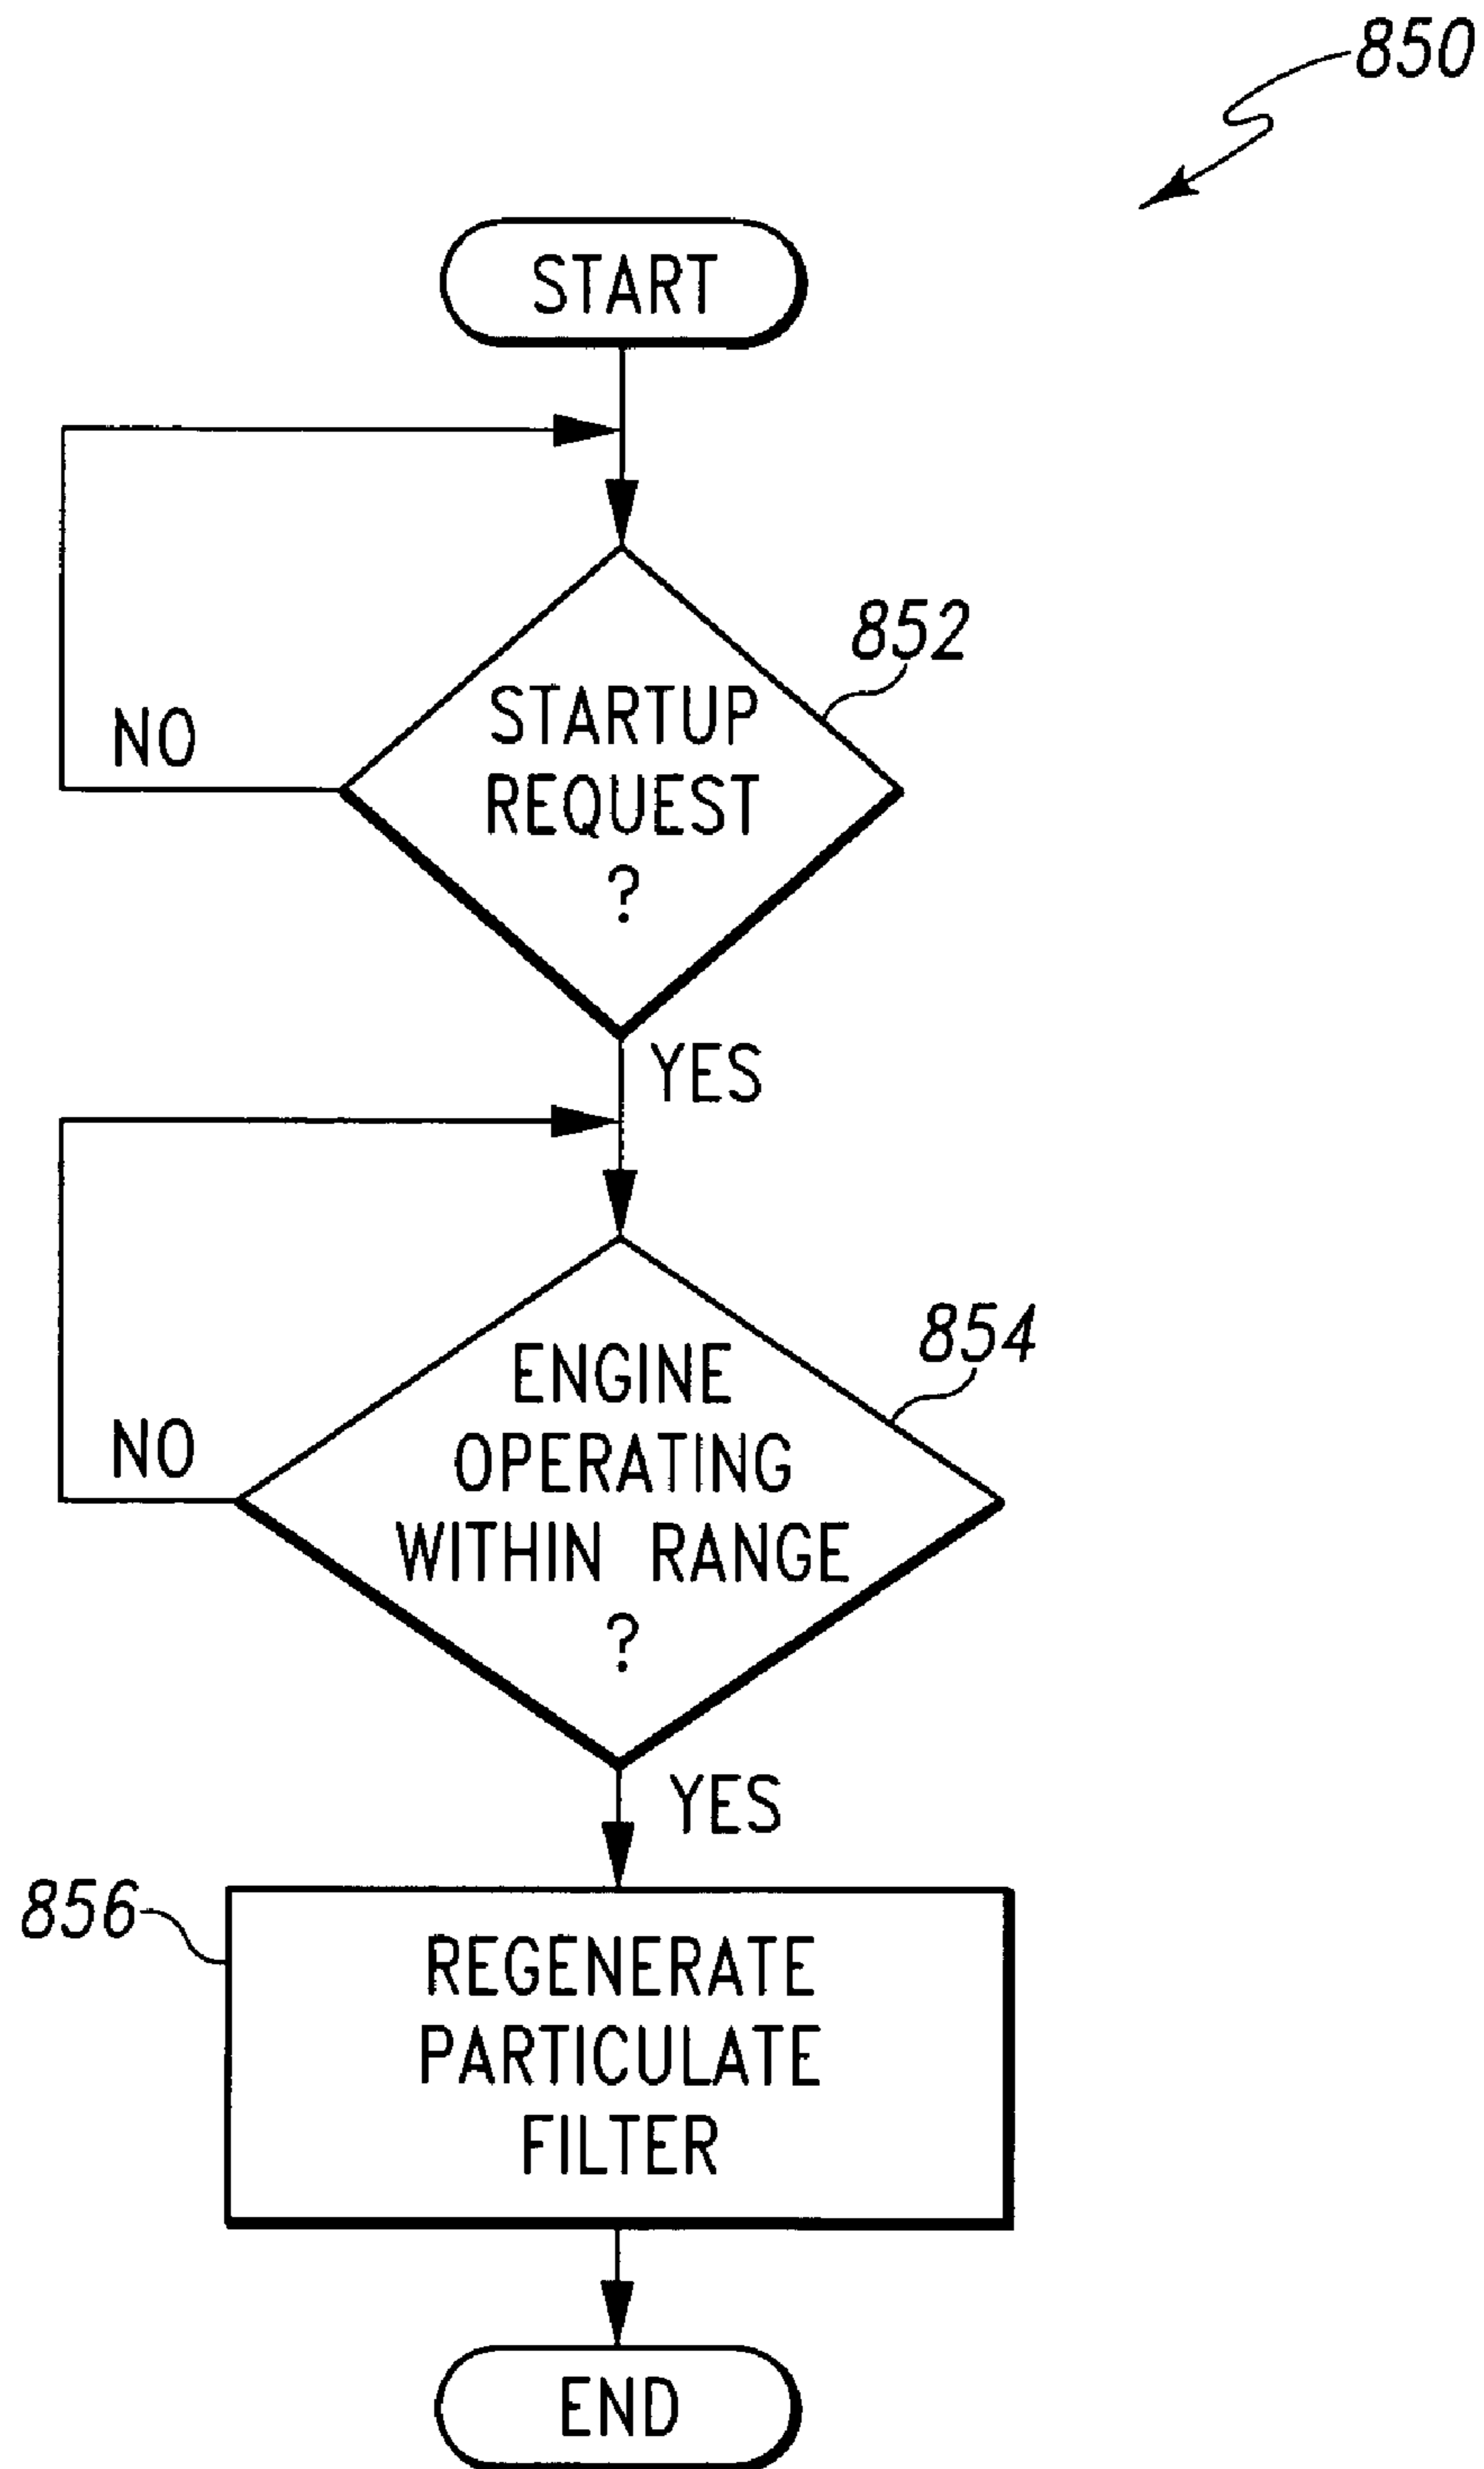 850
START
852
STARTUP
REQUEST
?
NO
YES
854
ENGINE
OPERATING
WITHIN RANGE
?
NO
YES
856
REGENERATE
PARTICULATE
FILTER
END